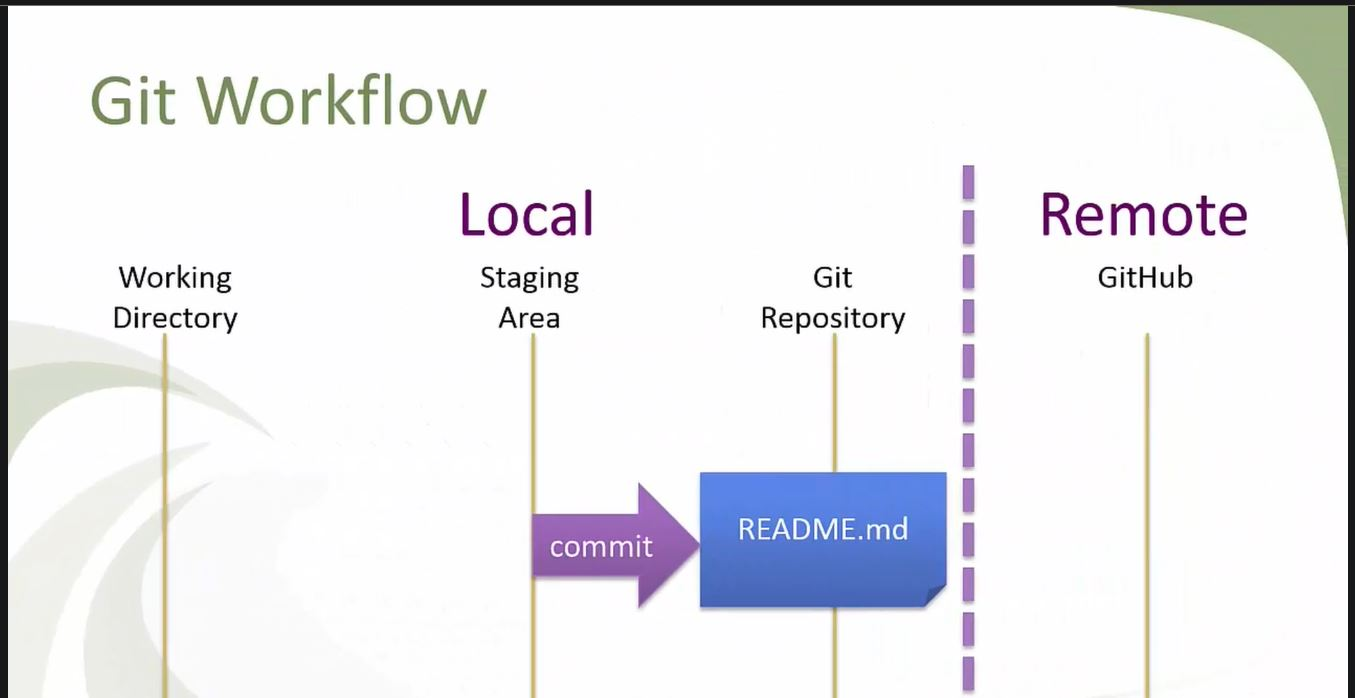 Git Workflow
Local
Remote
Working
Directory
Staging
Area
Git
Repository
GitHub
commit
README.md